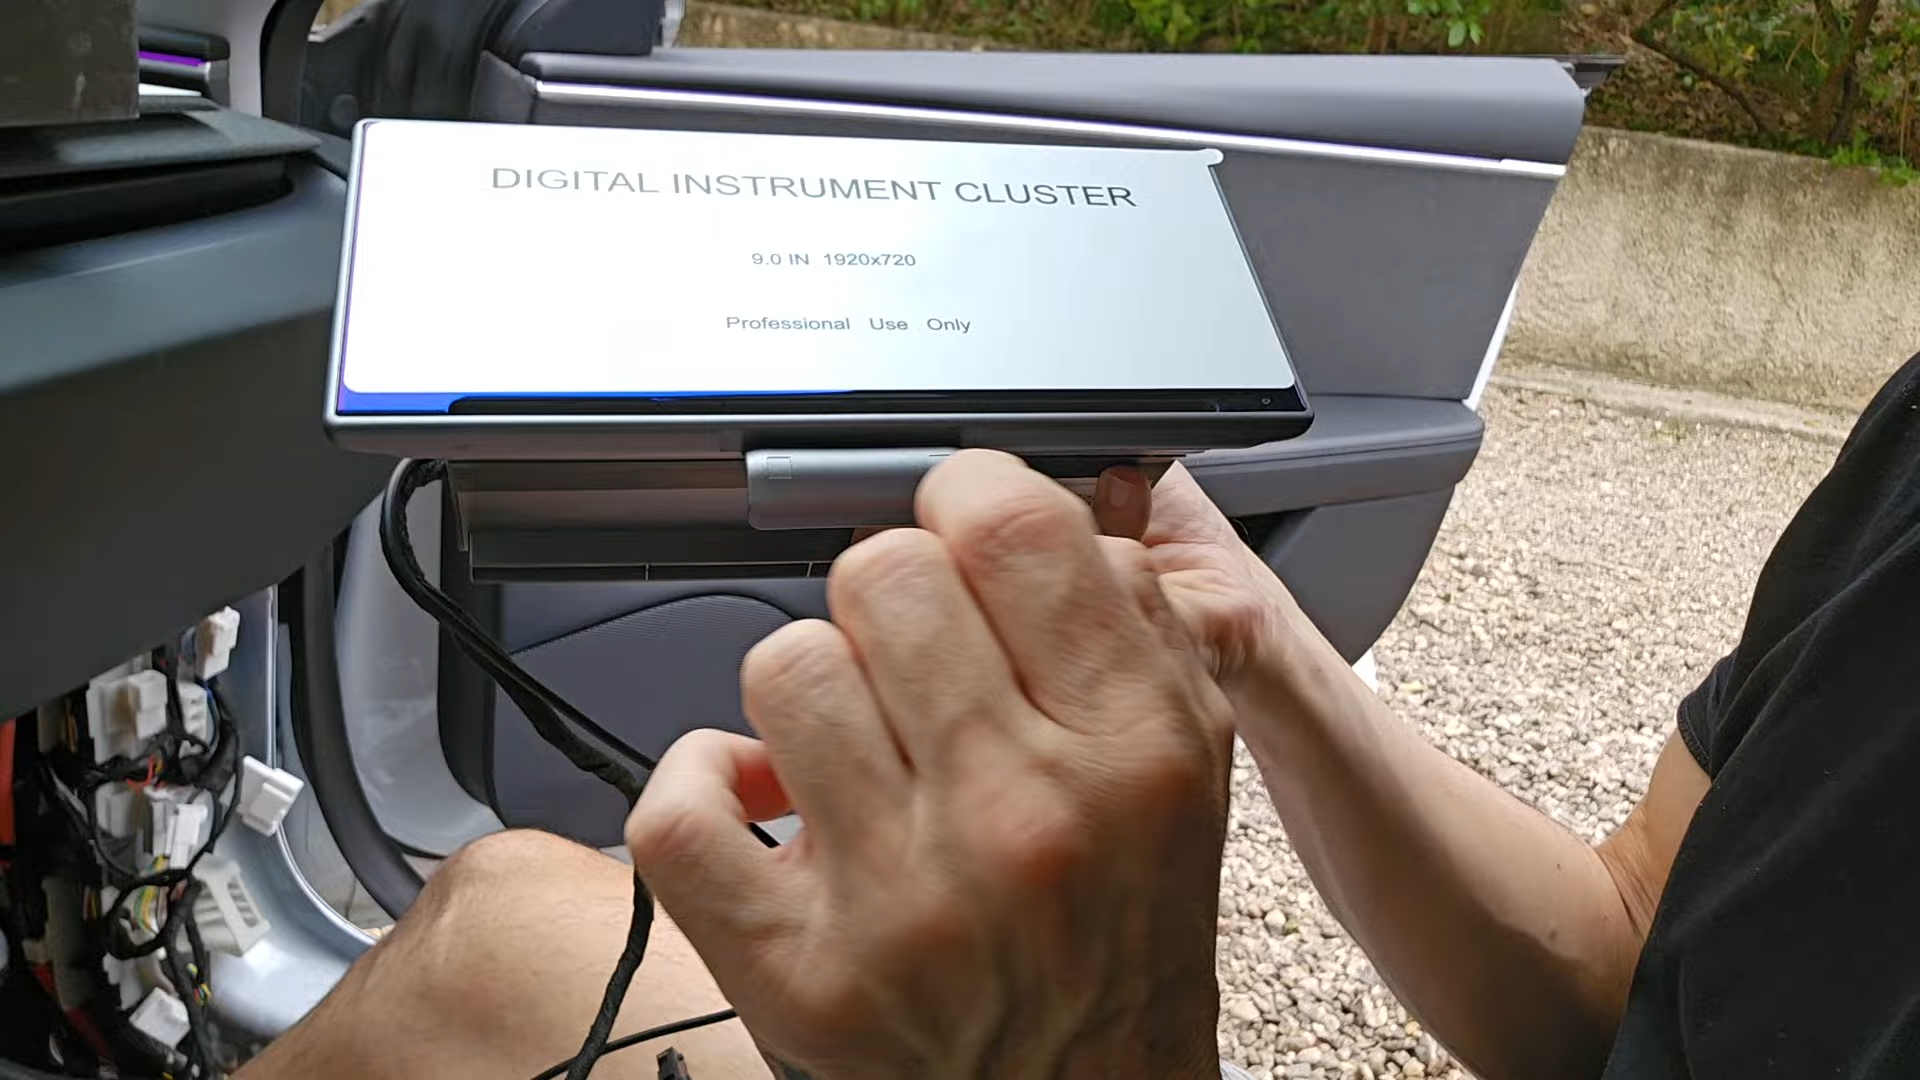 DIGITAL INSTRUMENT CLUSTER
9.0 IN 1920x720
Professional Use Only